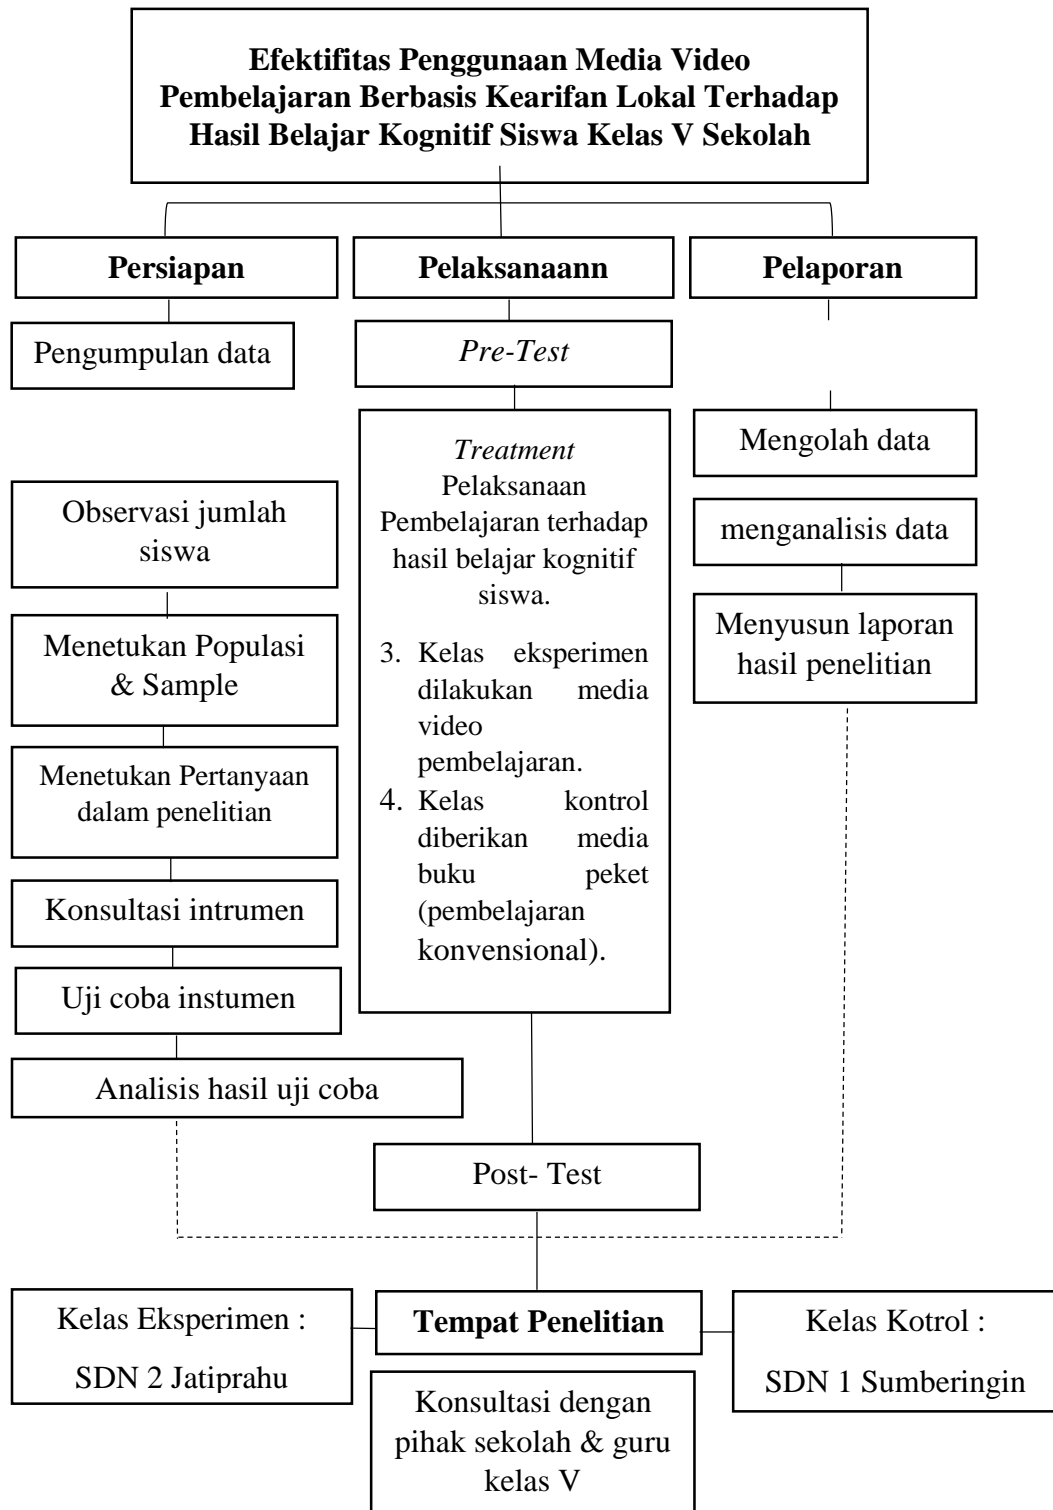 Efektifitas Penggunaan Media Video
Pembelajaran Berbasis Kearifan Lokal Terhadap
Hasil Belajar Kognitif Siswa Kelas V Sekolah
Persiapan
Pengumpulan data
Observasi jumlah
siswa
Menetukan Populasi
& Sample
Menetukan Pertanyaan
dalam penelitian
Konsultasi intrumen
Uji coba instumen
Analisis hasil uji coba
Pelaksanaann
Pre-Test
Treatment
Pelaksanaan
Pembelajaran terhadap
hasil belajar kognitif
siswa.
3. Kelas eksperimen
dilakukan media
video
pembelajaran.
4. Kelas kontrol
diberikan media
buku peket
(pembelajaran
konvensional).
Post- Test
Pelaporan
Mengolah data
menganalisis data
Menyusun laporan
hasil penelitian
Kelas Eksperimen :
SDN 2 Jatiprahu
Tempat Penelitian
Konsultasi dengan
pihak sekolah & guru
kelas V
Kelas Kotrol :
SDN 1 Sumberingin